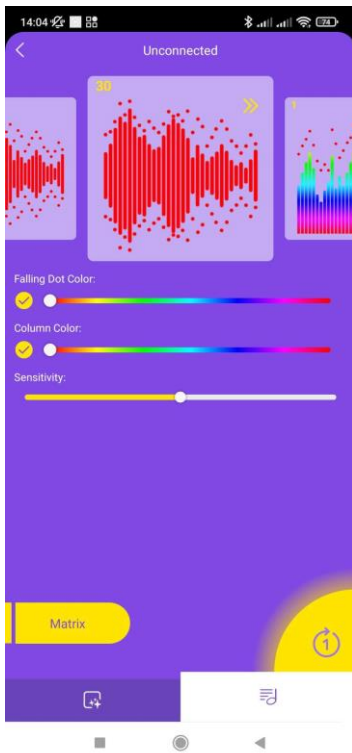 14:04
74
Unconnected
30
1
Falling Dot Color:
Column Color:
Sensitivity:
Matrix
1